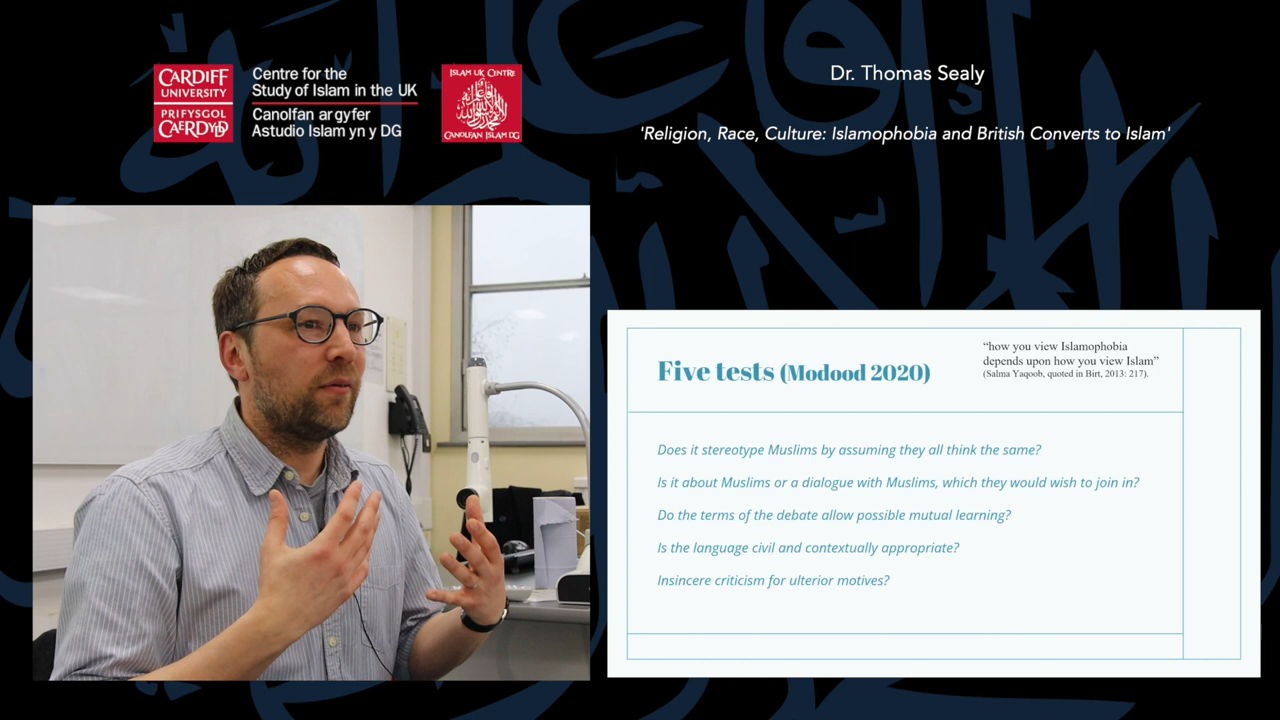 CARDIFF
UNIVERSITY
PRIFYSGOL
CAERDYDD
Centre for the
Study of Islam in the UK
Canolfan ar gyfer
Astudio Islam yn y DG
ISLAM UK CENTRE
CANOLFAN ISLAM DG
Dr. Thomas Sealy
'Religion, Race, Culture: Islamophobia and British Converts to Islam'
Five tests (Modood 2020)
“how you view Islamophobia
depends upon how you view Islam”
(Salma Yaqoob, quoted in Birt, 2013: 217).
Does it stereotype Muslims by assuming they all think the same?
Is it about Muslims or a dialogue with Muslims, which they would wish to join in?
Do the terms of the debate allow possible mutual learning?
Is the language civil and contextually appropriate?
Insincere criticism for ulterior motives?